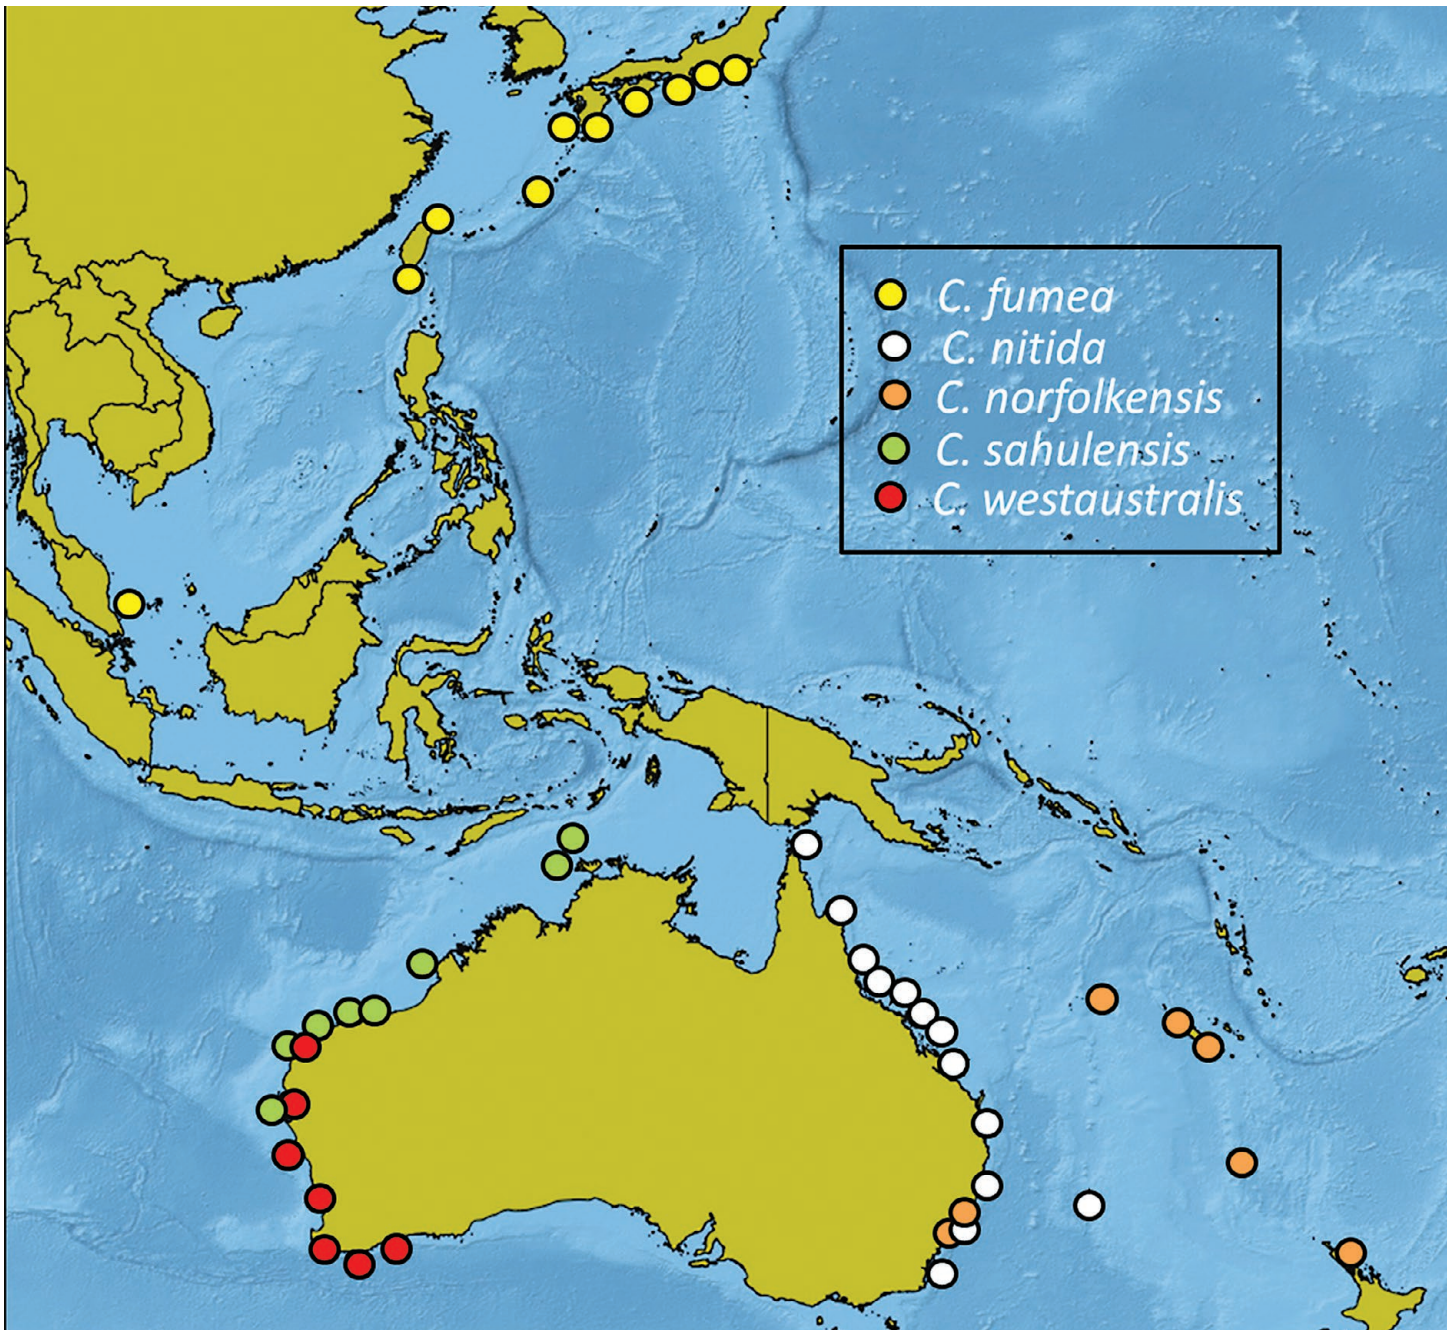 C. fumea
C. nitida
C. norfolkensis
C. sahulensis
C. westaustralis